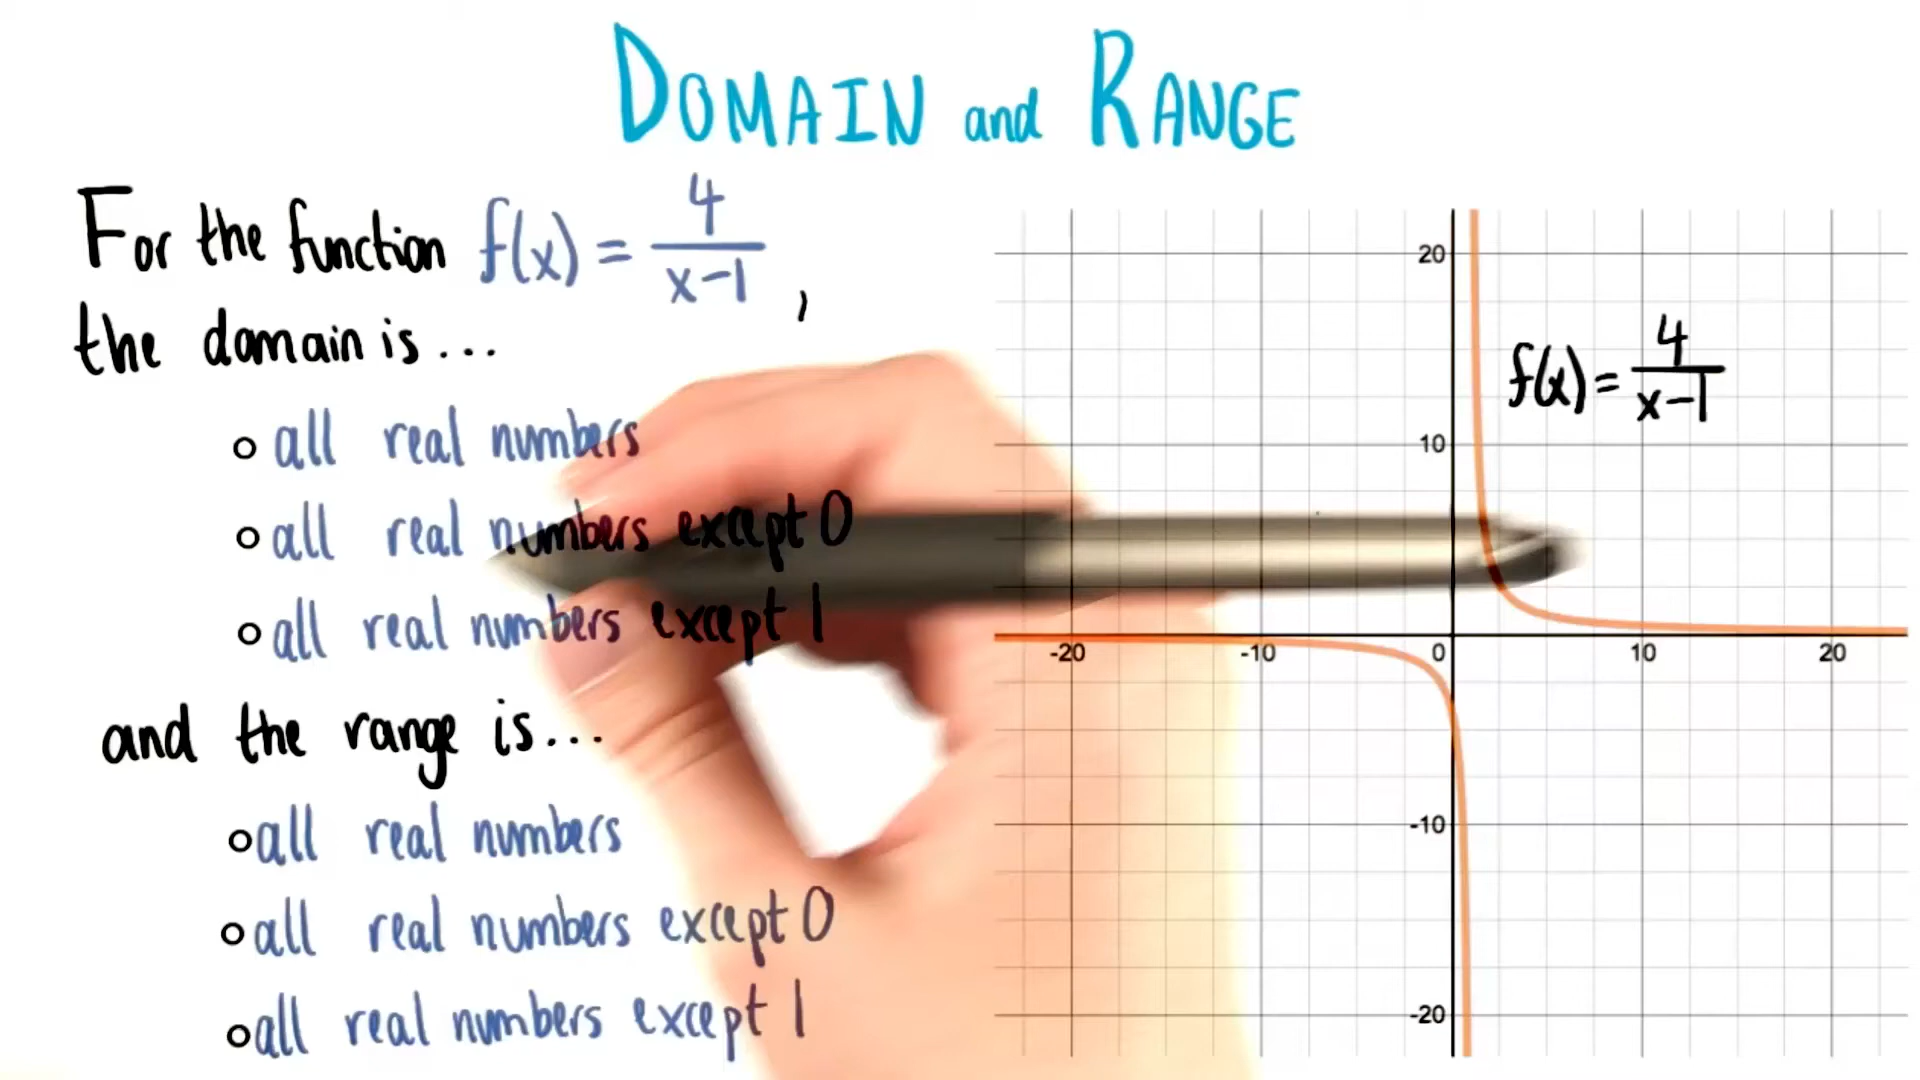 DOMAIN and RANGE
For the function f(x) = 4/(x-1),
the domain is...
○ all real numbers
○ all real numbers except 0
○ all real numbers except 1
and the range is...
○ all real numbers
○ all real numbers except 0
○ all real numbers except 1
20
f(x) = 4/(x-1)
10
-20 -10 0 10 20
-10
-20